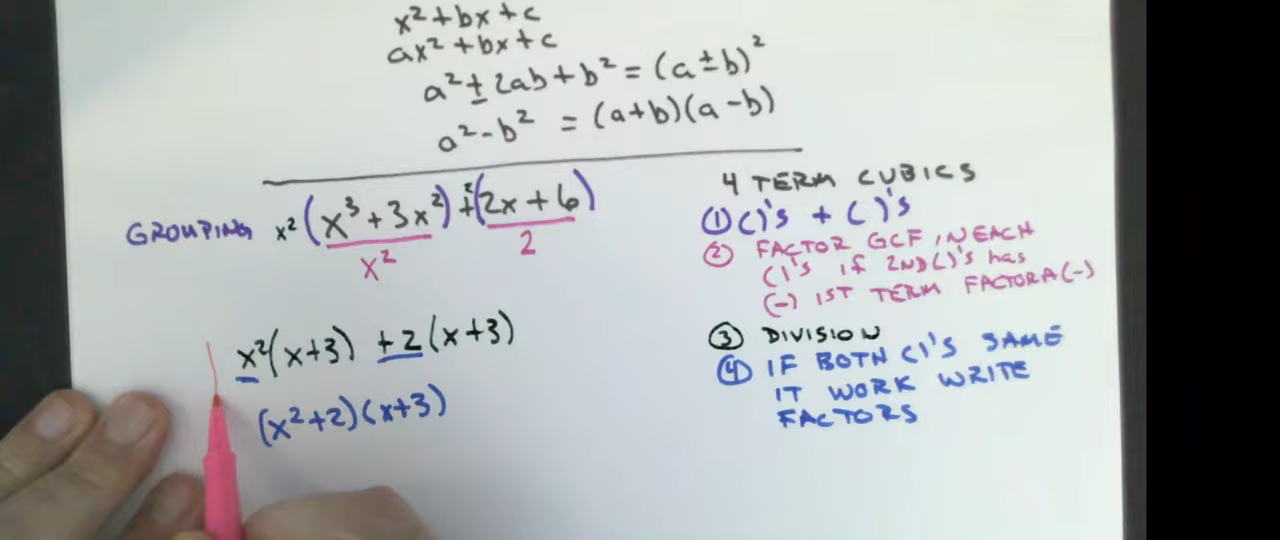 x² + bx + c
ax² + bx + c
a² ± 2ab + b² = (a ± b)²
a² - b² = (a+b)(a-b)
GROUPING x² (x³ + 3x²) +² (2x + 6)
x² 2
x²(x+3) +2 (x+3)
(x²+2)(x+3)
4 TERM CUBICS
① ( )'s + ( )'s
② FACTOR GCF IN EACH
( )'s if 2ND ( )'s has
(-) 1ST TERM FACTOR A (-)
③ DIVISION
④ IF BOTH ( )'S SAME
IT WORK WRITE
FACTORS